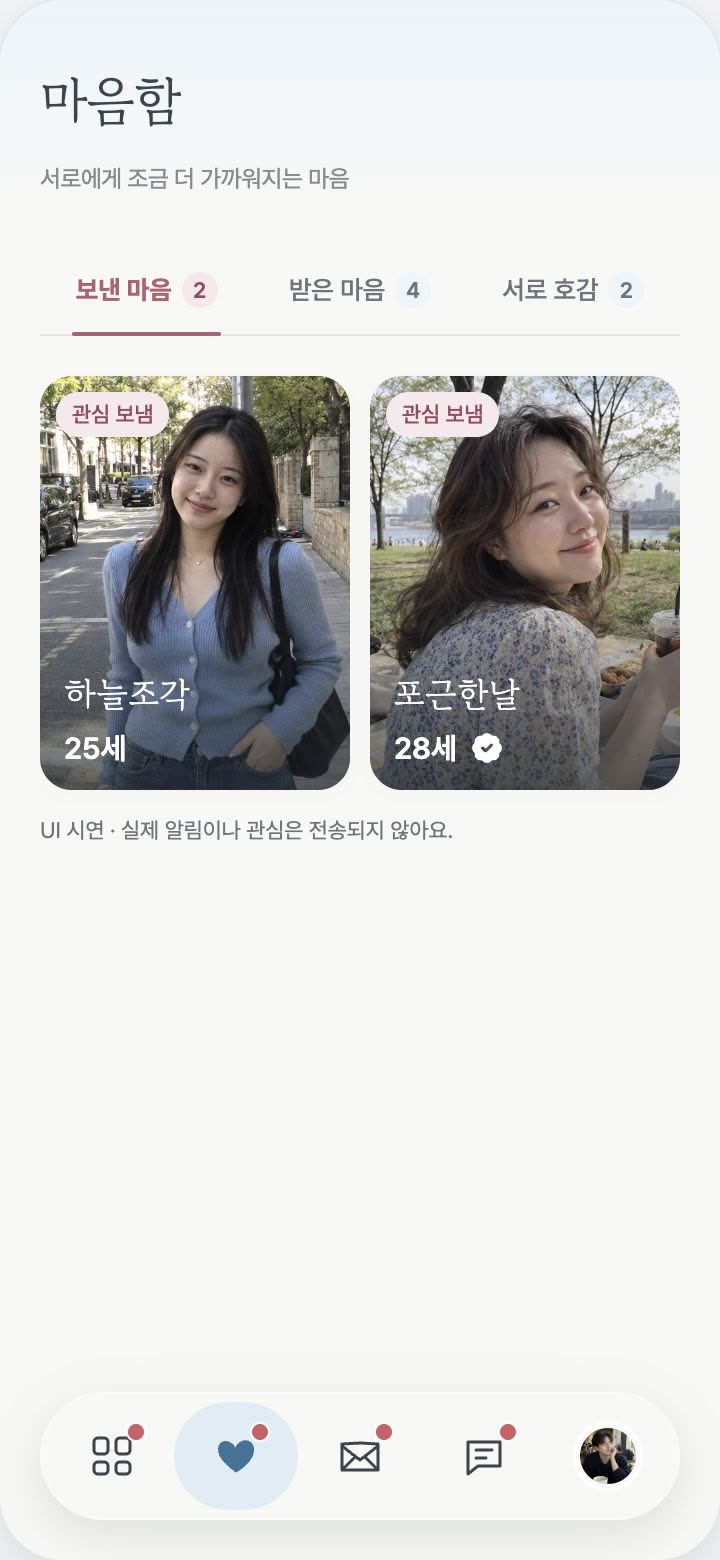 마음함
서로에게 조금 더 가까워지는 마음
보낸 마음 2 받은 마음 4 서로 호감 2
관심 보냄 관심 보냄
하늘조각 포근한날
25세 28세
UI 시연 · 실제 알림이나 관심은 전송되지 않아요.